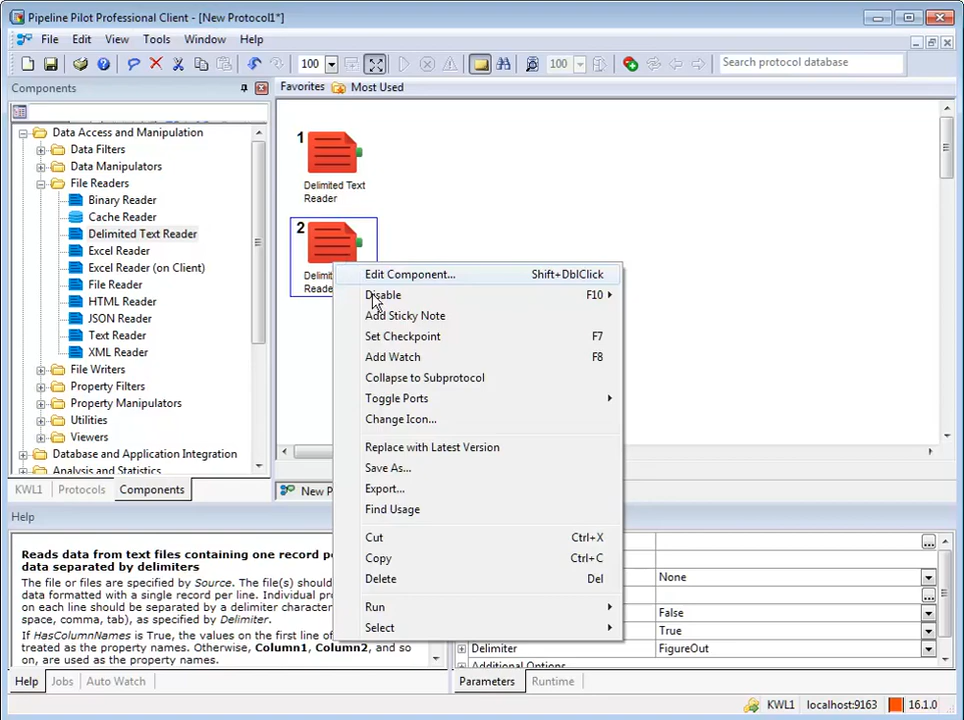 Pipeline Pilot Professional Client - [New Protocol1*]
File Edit View Tools Window Help
100 100 Search protocol database
Components
Favorites Most Used
Data Access and Manipulation
Data Filters
Data Manipulators
File Readers
Binary Reader
Cache Reader
Delimited Text Reader
Excel Reader
Excel Reader (on Client)
File Reader
HTML Reader
JSON Reader
Text Reader
XML Reader
File Writers
Property Filters
Property Manipulators
Utilities
Viewers
Database and Application Integration
Analysis and Statistics
KWL1 Protocols Components
1
Delimited Text
Reader
2
Delimi
Reade
New P
Edit Component... Shift+DblClick
Disable F10
Add Sticky Note
Set Checkpoint F7
Add Watch F8
Collapse to Subprotocol
Toggle Ports
Change Icon...
Replace with Latest Version
Save As...
Export...
Find Usage
Cut Ctrl+X
Copy Ctrl+C
Delete Del
Run
Select
Help
Reads data from text files containing one record pe
data separated by delimiters
The file or files are specified by Source. The file(s) shoul
data formatted with a single record per line. Individual pro
on each line should be separated by a delimiter characte
space, comma, tab), as specified by Delimiter.
If HasColumnNames is True, the values on the first line o
treated as the property names. Otherwise, Column1, Column2, and so
on, are used as the property names.
None
False
True
Delimiter FigureOut
Additional Options
Help Jobs Auto Watch
Parameters Runtime
KWL1 localhost:9163 16.1.0